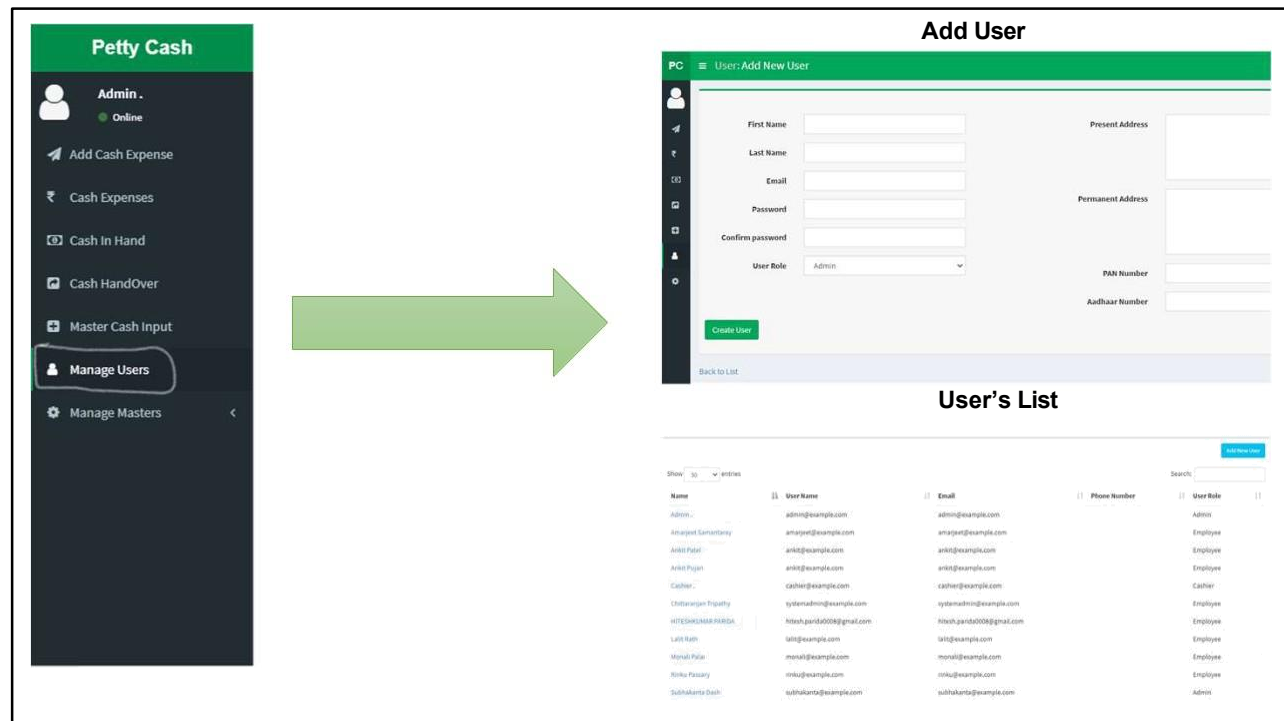 Petty Cash
Admin .
Online
Add Cash Expense
₹ Cash Expenses
Cash In Hand
Cash HandOver
Master Cash Input
Manage Users
Manage Masters <
Add User
PC ≡ User: Add New User
First Name
Last Name
Email
Password
Confirm password
User Role Admin
Present Address
Permanent Address
PAN Number
Aadhaar Number
₹
Create User
Back to List
User's List
Add New User
Show 10 entries Search:
Name User Name Email Phone Number User Role
Admin . admin@example.com admin@example.com Admin
Amarjeet Samantaray amarjeet@example.com amarjeet@example.com Employee
Ankit Patel ankit@example.com ankit@example.com Employee
Ankit Pujari ankit@example.com ankit@example.com Employee
Cashier . cashier@example.com cashier@example.com Cashier
Chittaranjan Tripathy systemadmin@example.com systemadmin@example.com Employee
HITESHKUMAR PARIDA hitesh.parida0008@gmail.com hitesh.parida0008@gmail.com Employee
Lalit Rath lalit@example.com lalit@example.com Employee
Monali monali@example.com monali@example.com Employee
Rinku rinku@example.com rinku@example.com Employee
Subhakanta Dash subhakanta@example.com subhakanta@example.com Admin